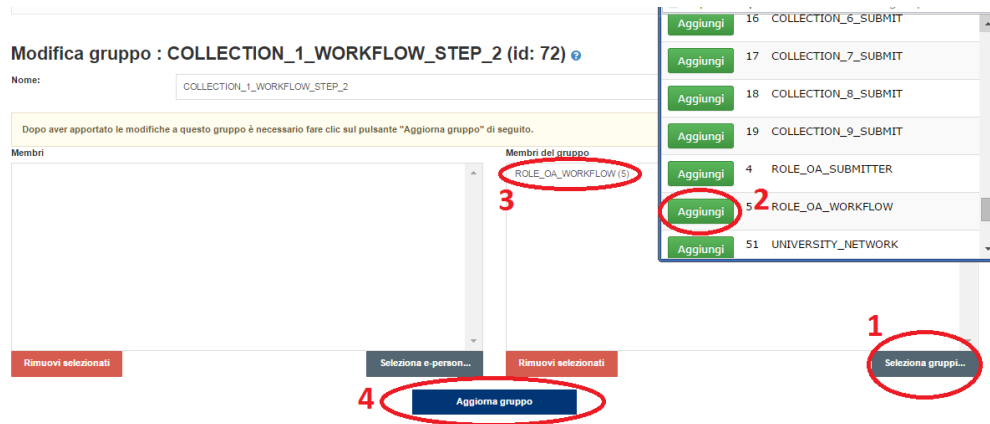 Modifica gruppo : COLLECTION_1_WORKFLOW_STEP_2 (id: 72) ?
Nome:
COLLECTION_1_WORKFLOW_STEP_2
Dopo aver apportato le modifiche a questo gruppo è necessario fare clic sul pulsante "Aggiorna gruppo" di seguito.
Membri
Rimuovi selezionati
Seleziona e-person...
Membri del gruppo
ROLE_OA_WORKFLOW (5)
3
Rimuovi selezionati
1
Seleziona gruppi...
4
Aggiorna gruppo
Aggiungi 16 COLLECTION_6_SUBMIT
Aggiungi 17 COLLECTION_7_SUBMIT
Aggiungi 18 COLLECTION_8_SUBMIT
Aggiungi 19 COLLECTION_9_SUBMIT
Aggiungi 4 ROLE_OA_SUBMITTER
Aggiungi 5 2 ROLE_OA_WORKFLOW
Aggiungi 51 UNIVERSITY_NETWORK